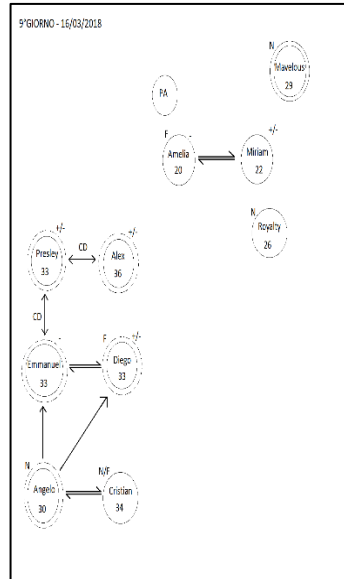 9°GIORNO - 16/03/2018
N
'Mavelous'
29
PA
F
-
Amelia
20
+/-
Miriam
22
N
Royalty
26
+/-
Presley
33
CD
+/-
Alex
36
CO
-
Emmanuel
33
F
+/-
Diego
33
N
Angelo
30
N/F
Cristian
34